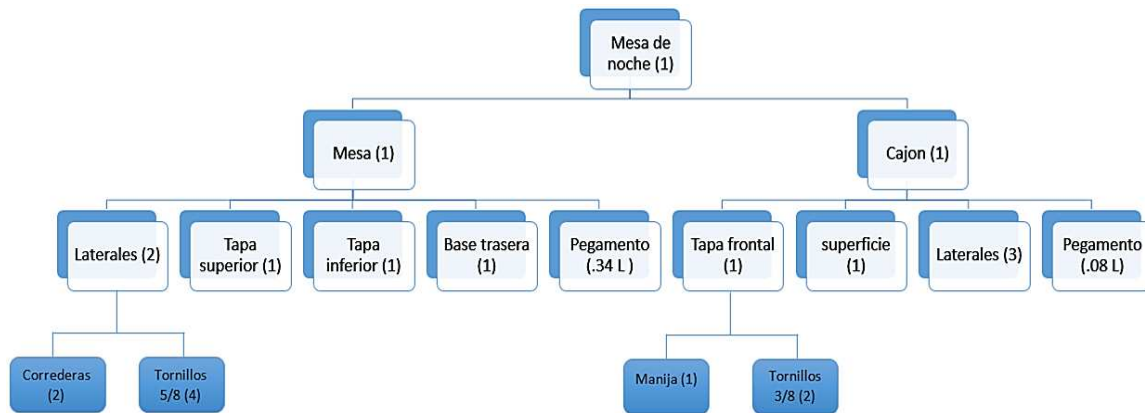 Mesa de
noche (1)
Mesa (1)
Cajon (1)
Laterales (2)
Tapa
superior (1)
Tapa
inferior (1)
Base trasera
(1)
Pegamento
(.34 L )
Tapa frontal
(1)
superficie
(1)
Laterales (3)
Pegamento
(.08 L)
Correderas
(2)
Tornillos
5/8 (4)
Manija (1)
Tornillos
3/8 (2)